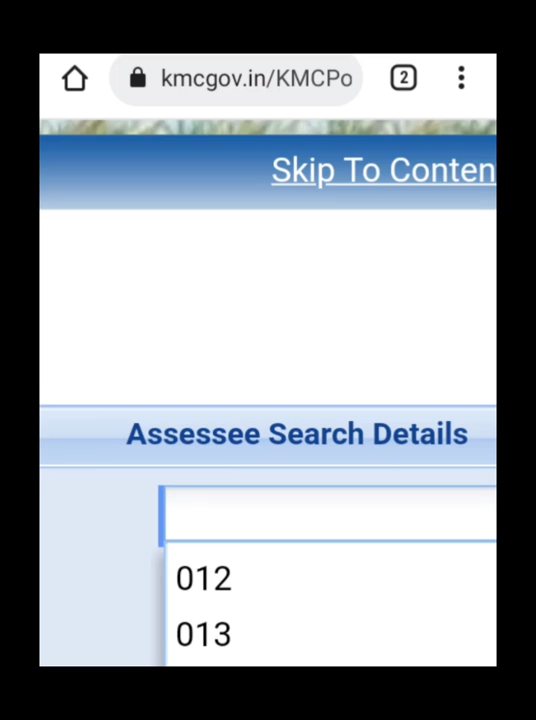 kmcgov.in/KMCPo
2
Skip To Conten
Assessee Search Details
012
013